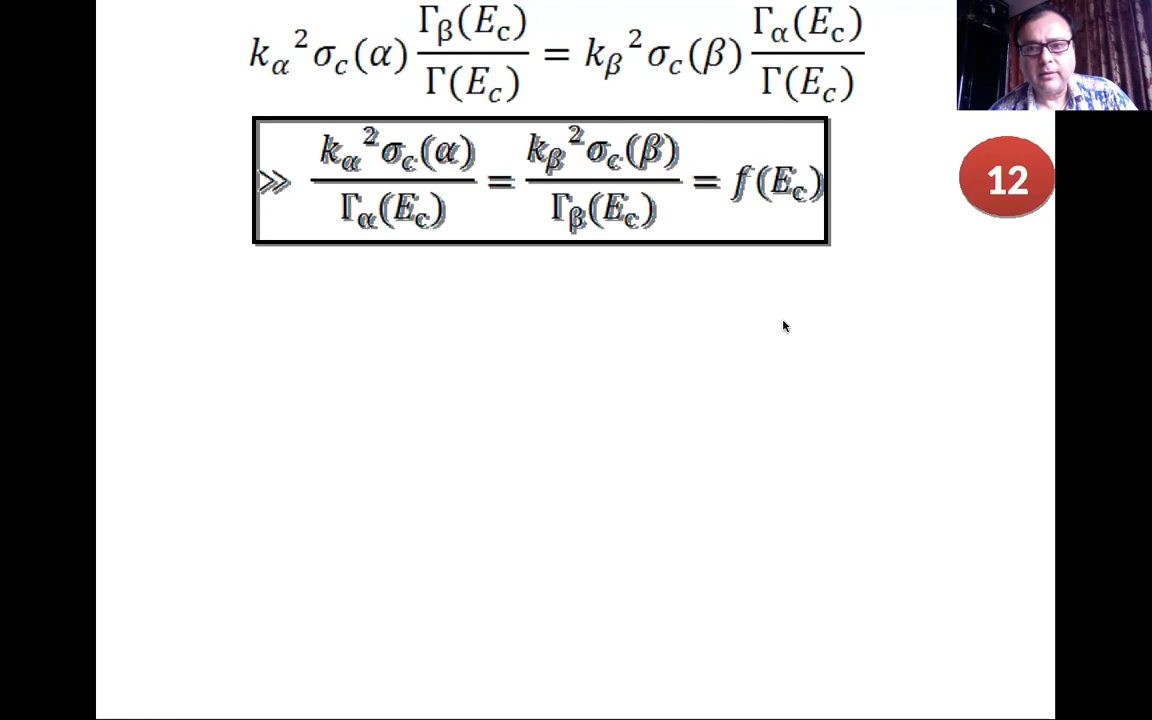 k_α² σ_c(α) Γ_β(E_c)/Γ(E_c) = k_β² σ_c(β) Γ_α(E_c)/Γ(E_c)
≫ k_α² σ_c(α)/Γ_α(E_c) = k_β² σ_c(β)/Γ_β(E_c) = f(E_c)
12